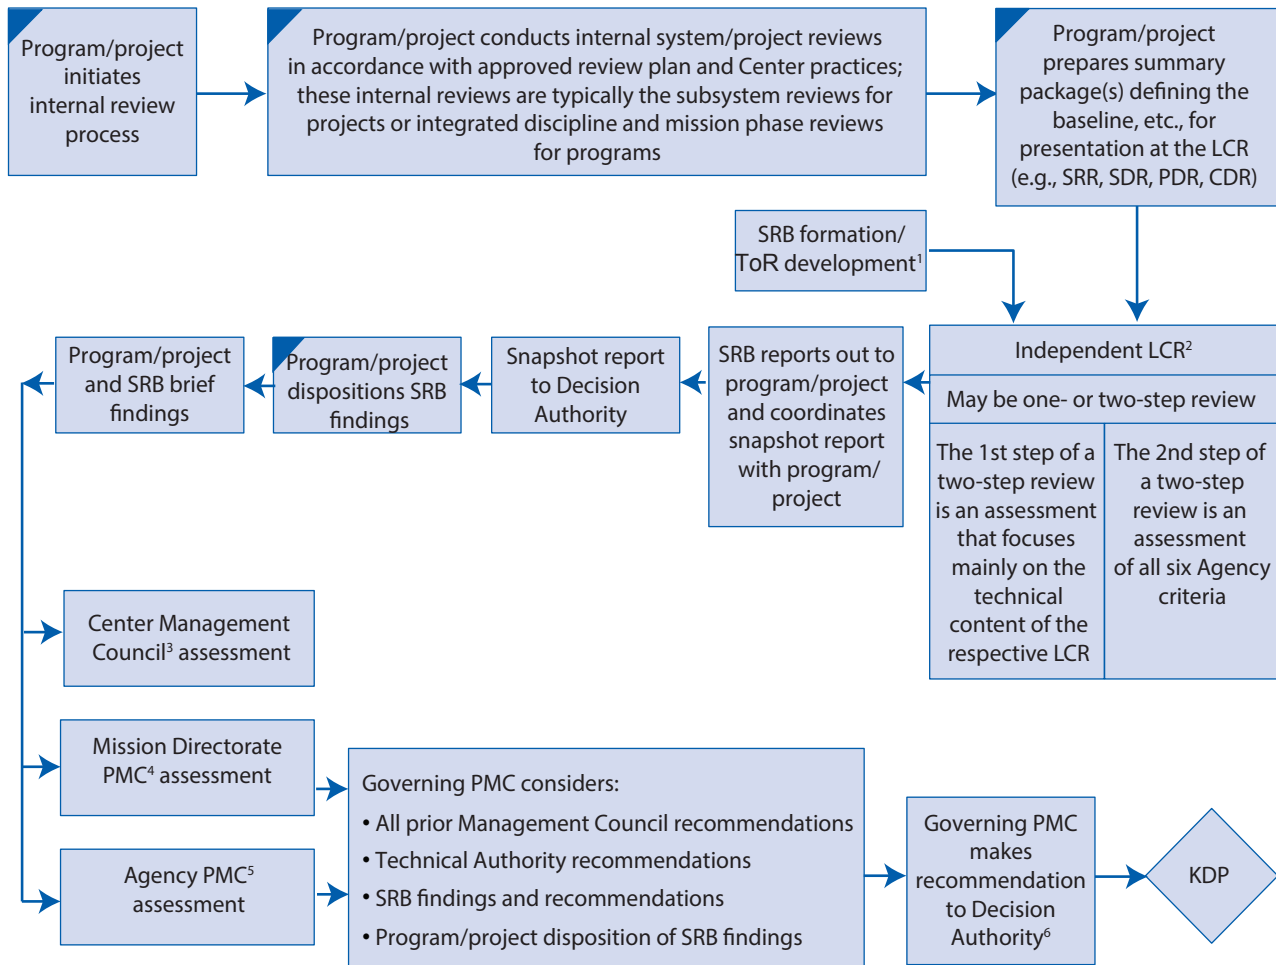 Program/project
initiates
internal review
process
Program/project conducts internal system/project reviews
in accordance with approved review plan and Center practices;
these internal reviews are typically the subsystem reviews for
projects or integrated discipline and mission phase reviews
for programs
Program/project
prepares summary
package(s) defining the
baseline, etc., for
presentation at the LCR
(e.g., SRR, SDR, PDR, CDR)
SRB formation/
ToR development¹
Independent LCR²
May be one- or two-step review
The 1st step of a
two-step review
is an assessment
that focuses
mainly on the
technical
content of the
respective LCR
The 2nd step of
a two-step
review is an
assessment
of all six Agency
criteria
SRB reports out to
program/project
and coordinates
snapshot report
with program/
project
Snapshot report
to Decision
Authority
Program/project
dispositions SRB
findings
Program/project
and SRB brief
findings
Center Management
Council³ assessment
Mission Directorate
PMC⁴ assessment
Agency PMC⁵
assessment
Governing PMC considers:
• All prior Management Council recommendations
• Technical Authority recommendations
• SRB findings and recommendations
• Program/project disposition of SRB findings
Governing PMC
makes
recommendation
to Decision
Authority⁶
KDP